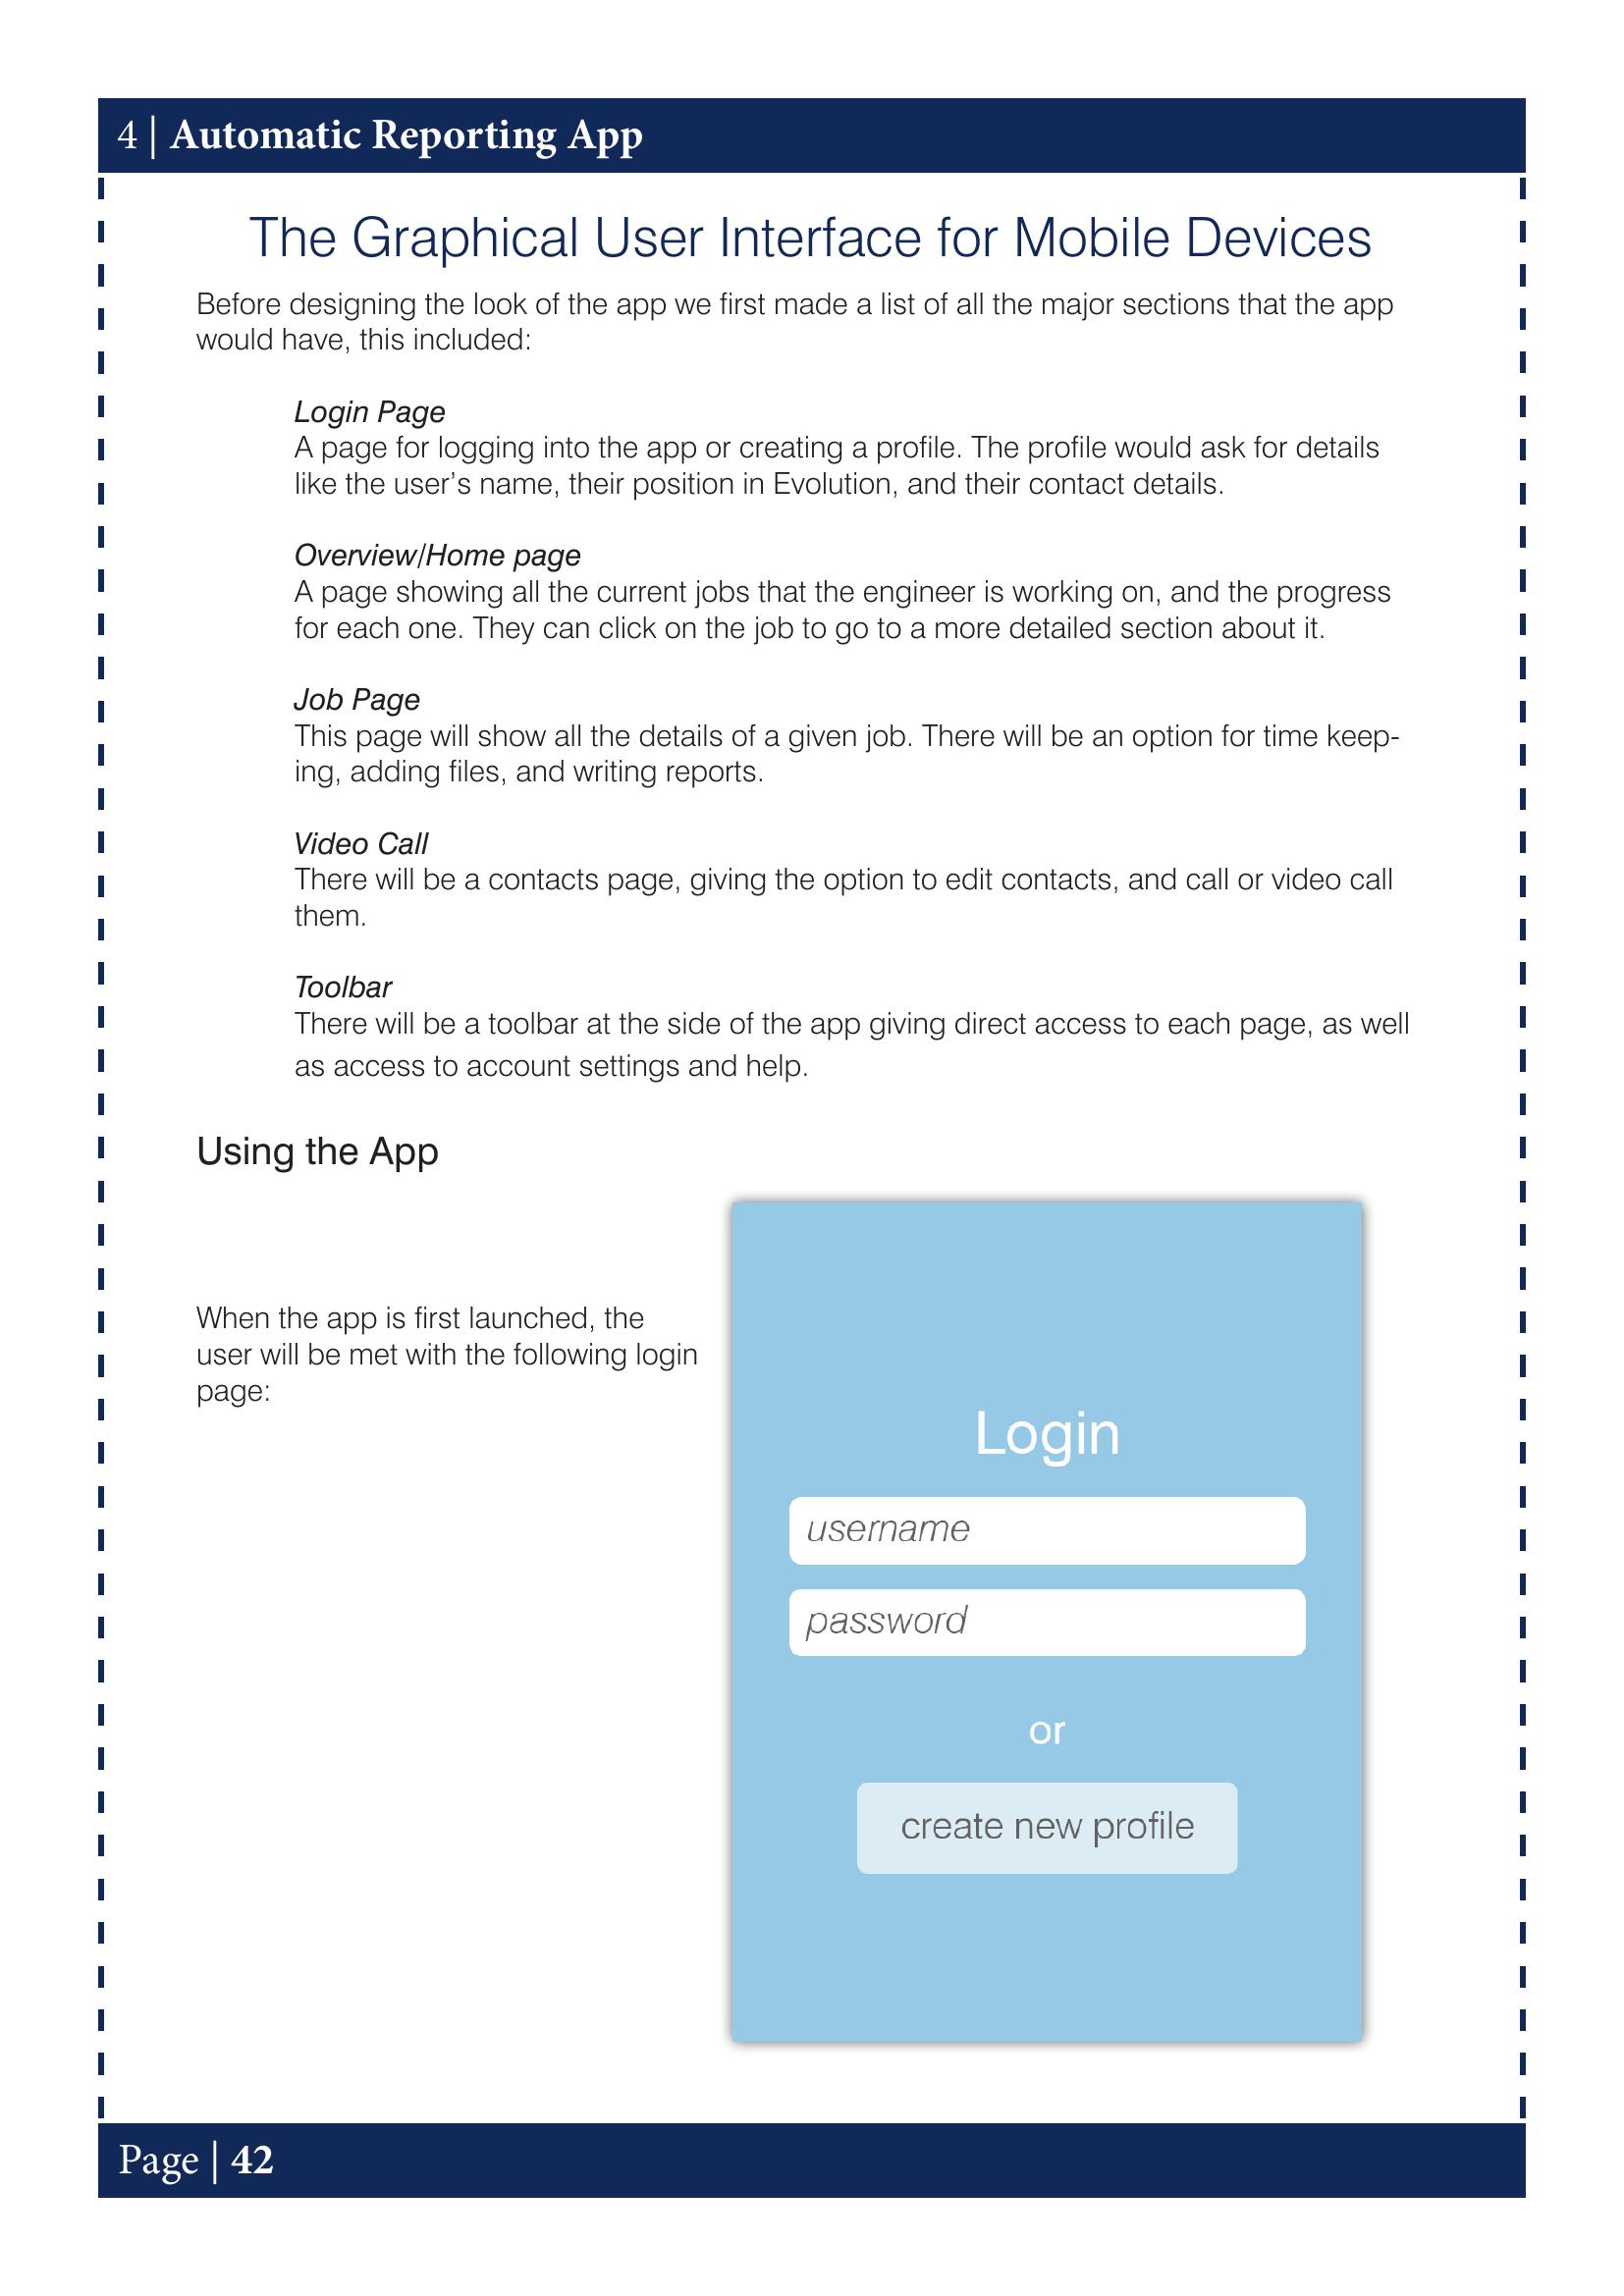 4 | Automatic Reporting App
The Graphical User Interface for Mobile Devices
Before designing the look of the app we first made a list of all the major sections that the app
would have, this included:
Login Page
A page for logging into the app or creating a profile. The profile would ask for details
like the user’s name, their position in Evolution, and their contact details.
Overview/Home page
A page showing all the current jobs that the engineer is working on, and the progress
for each one. They can click on the job to go to a more detailed section about it.
Job Page
This page will show all the details of a given job. There will be an option for time keep-
ing, adding files, and writing reports.
Video Call
There will be a contacts page, giving the option to edit contacts, and call or video call
them.
Toolbar
There will be a toolbar at the side of the app giving direct access to each page, as well
as access to account settings and help.
Using the App
When the app is first launched, the
user will be met with the following login
page:
Login
username
password
or
create new profile
Page | 42